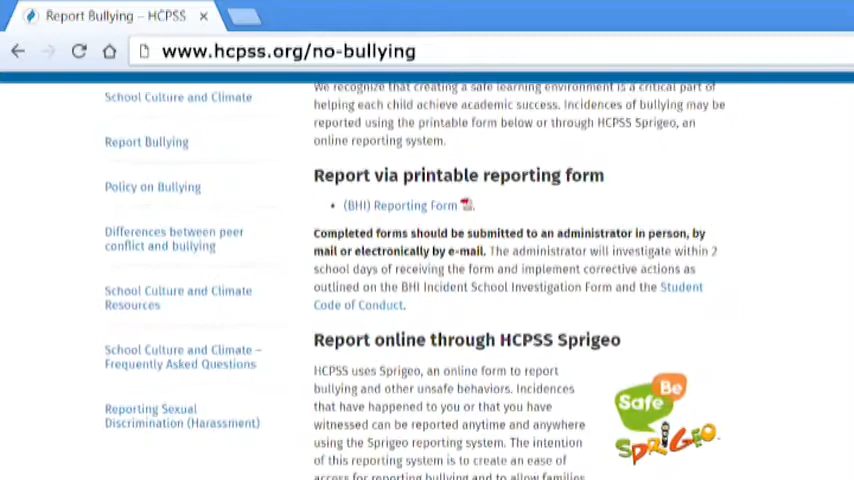 Report Bullying – HCPSS
www.hcpss.org/no-bullying
School Culture and Climate
Report Bullying
Policy on Bullying
Differences between peer
conflict and bullying
School Culture and Climate
Resources
School Culture and Climate –
Frequently Asked Questions
Reporting Sexual
Discrimination (Harassment)
We recognize that creating a safe learning environment is a critical part of
helping each child achieve academic success. Incidences of bullying may be
reported using the printable form below or through HCPSS Sprigeo, an
online reporting system.
Report via printable reporting form
• (BHI) Reporting Form
Completed forms should be submitted to an administrator in person, by
mail or electronically by e-mail. The administrator will investigate within 2
school days of receiving the form and implement corrective actions as
outlined on the BHI Incident School Investigation Form and the Student
Code of Conduct.
Report online through HCPSS Sprigeo
HCPSS uses Sprigeo, an online form to report
bullying and other unsafe behaviors. Incidences
that have happened to you or that you have
witnessed can be reported anytime and anywhere
using the Sprigeo reporting system. The intention
of this reporting system is to create an ease of
access for reporting bullying and to allow families
Be
Safe
SPRIGEO